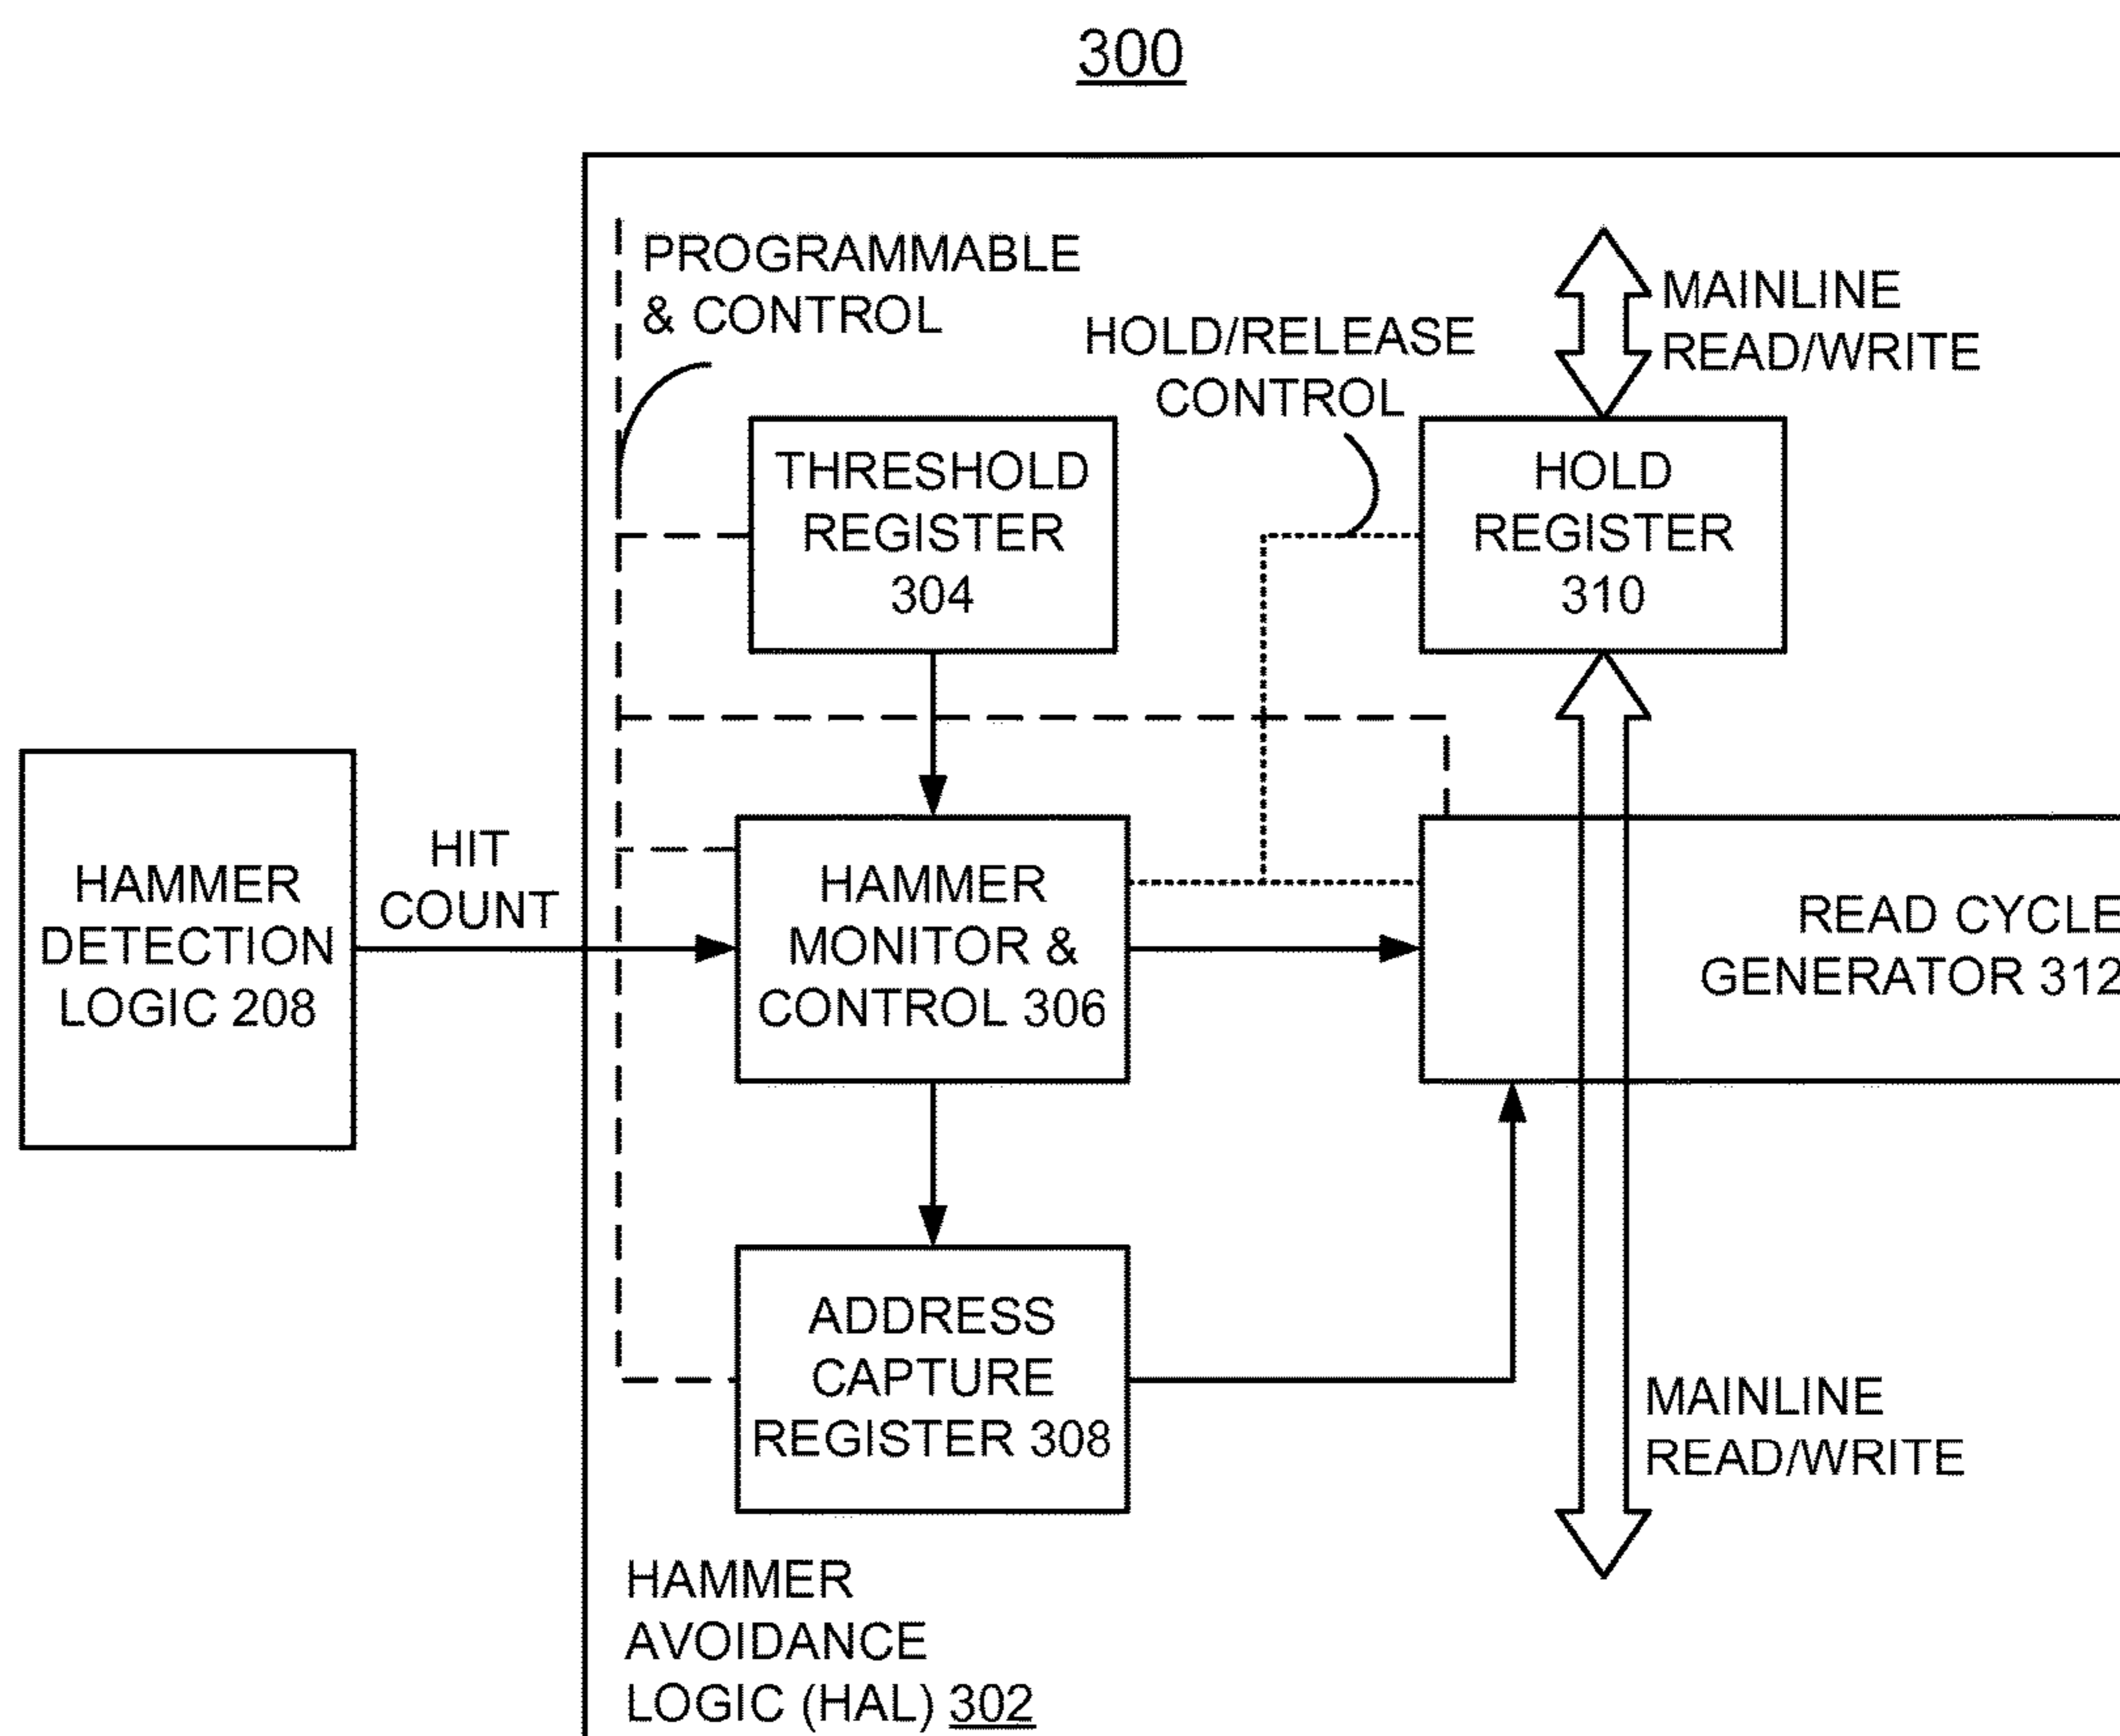 300
PROGRAMMABLE
& CONTROL
MAINLINE
READ/WRITE
HOLD/RELEASE
CONTROL
THRESHOLD
REGISTER
304
HOLD
REGISTER
310
HIT
COUNT
HAMMER
DETECTION
LOGIC 208
HAMMER
MONITOR &
CONTROL 306
READ CYCLE
GENERATOR 312
ADDRESS
CAPTURE
REGISTER 308
MAINLINE
READ/WRITE
HAMMER
AVOIDANCE
LOGIC (HAL) 302